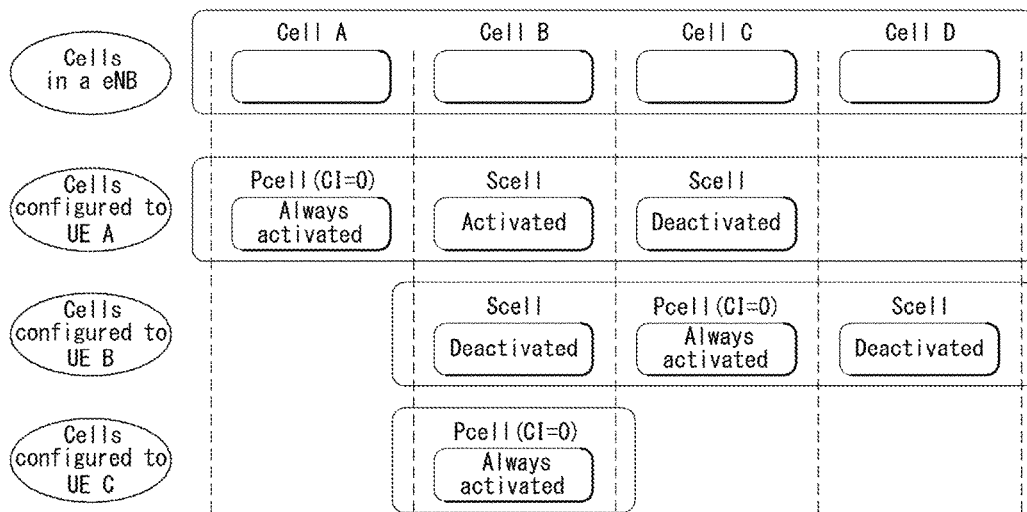 Cell A Cell B Cell C Cell D
Cells
in a eNB
Pcell(CI=0) Scell Scell
Cells
configured to
UE A
Always
activated
Activated
Deactivated
Scell Pcell(CI=0) Scell
Cells
configured to
UE B
Deactivated
Always
activated
Deactivated
Pcell(CI=0)
Cells
configured to
UE C
Always
activated